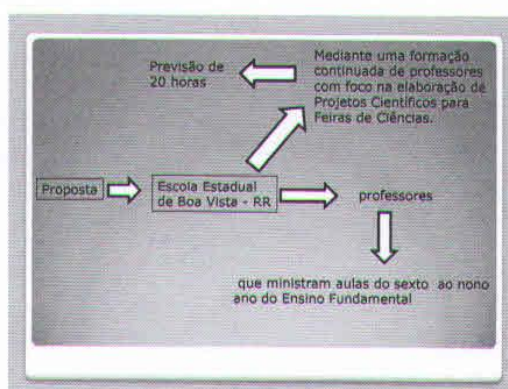 Previsão de
20 horas
Mediante uma formação
continuada de professores
com foco na elaboração de
Projetos Científicos para
Feiras de Ciências.
Proposta
Escola Estadual
de Boa Vista - RR
professores
que ministram aulas do sexto ao nono
ano do Ensino Fundamental